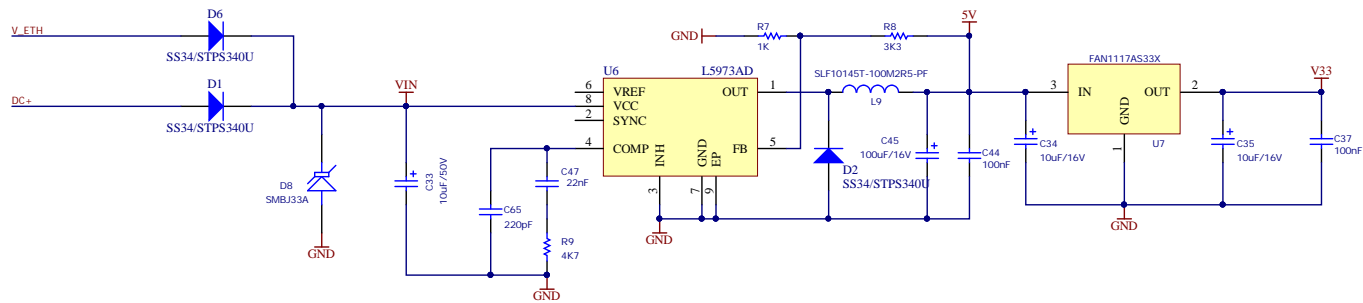 V_ETH
D6
SS34/STPS340U
DC+
D1
SS34/STPS340U
D8
SMBJ33A
GND
VIN
C33
10uF/50V
C65
220pF
C47
22nF
R9
4K7
GND
U6
L5973AD
6
8
2
4
VREF
VCC
SYNC
COMP
INH
GND
EP
OUT
FB
1
5
3
7
9
GND
GND
R7
1K
R8
3K3
5V
SLF10145T-100M2R5-PF
L9
D2
SS34/STPS340U
C45
100uF/16V
C44
100nF
C34
10uF/16V
FAN1117AS33X
3
IN
OUT
2
GND
1
U7
GND
C35
10uF/16V
V33
C37
100nF